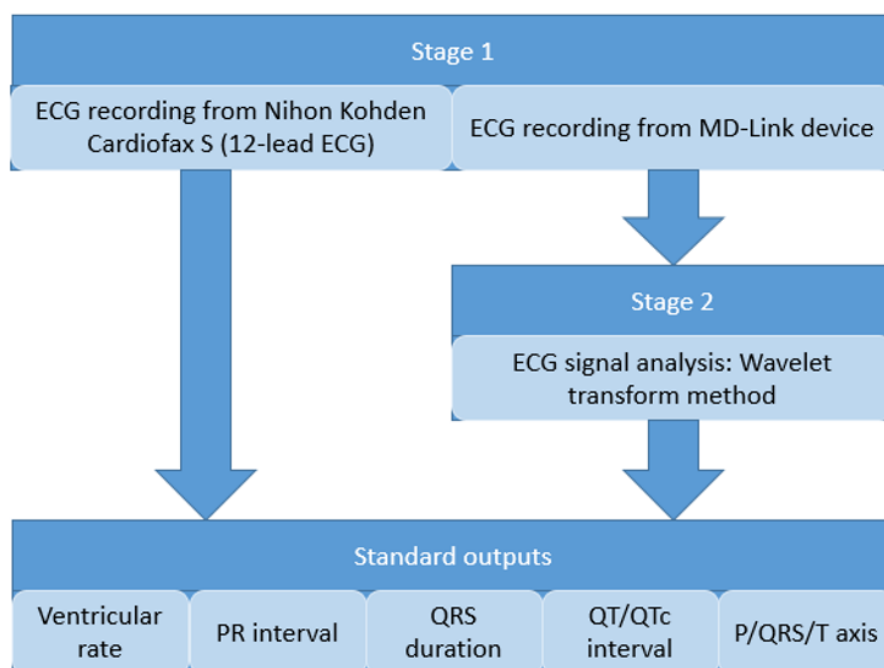 Stage 1
ECG recording from Nihon Kohden
Cardiofax S (12-lead ECG)
ECG recording from MD-Link device
Stage 2
ECG signal analysis: Wavelet
transform method
Standard outputs
Ventricular
rate
PR interval
QRS
duration
QT/QTc
interval
P/QRS/T axis